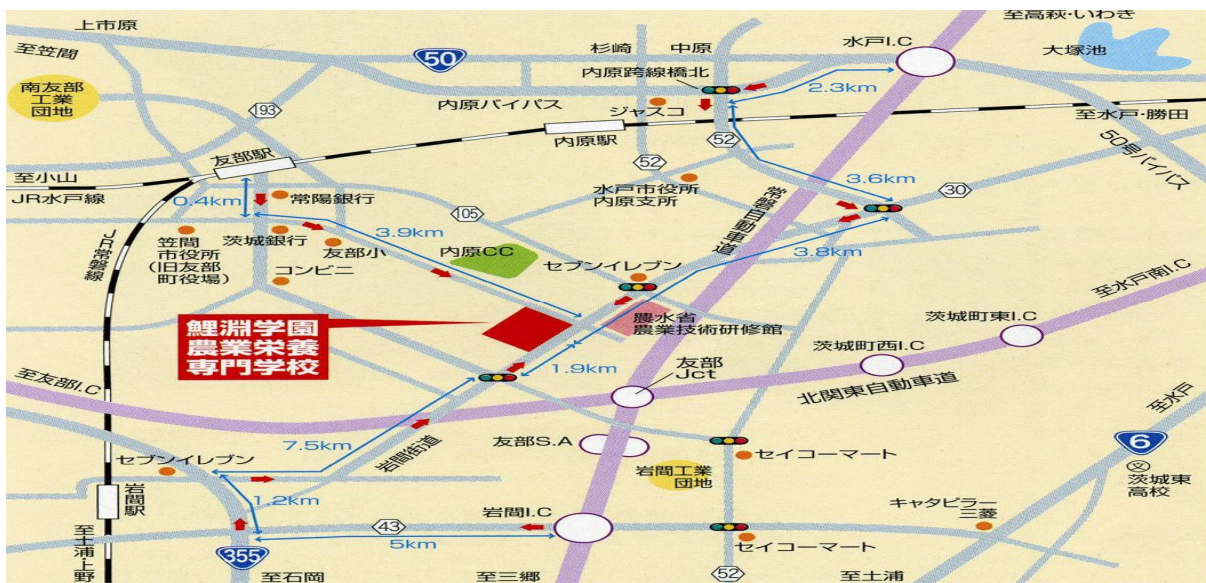 上市原
至笠間
50
杉崎
中原
至高萩・いわき
水戸I.C
大塚池
南友部
工業
団地
193
内原跨線橋北
内原バイパス
ジャスコ
2.3km
至水戸・勝田
友部駅
内原駅
52
52
50号バイパス
至小山
JR水戸線
0.4km
常陽銀行
水戸市役所
内原支所
3.6km
30
105
常磐自動車道
JR常磐線
笠間
市役所
(旧友部
町役場)
茨城銀行
友部小
3.9km
内原CC
3.8km
コンビニ
セブンイレブン
至水戸南I.C
鯉淵学園
農業栄養
専門学校
農水省
農業技術研修館
茨城町東I.C
茨城町西I.C
友部
Jct
1.9km
至友部I.C
北関東自動車道
至水戸
7.5km
岩間街道
友部S.A
セイコーマート
6
セブンイレブン
岩間工業
団地
文
茨城東
高校
岩間駅
1.2km
43
岩間I.C
キャタピラー
三菱
5km
セイコーマート
至土浦・上野
355
至石岡
至三郷
52
至土浦